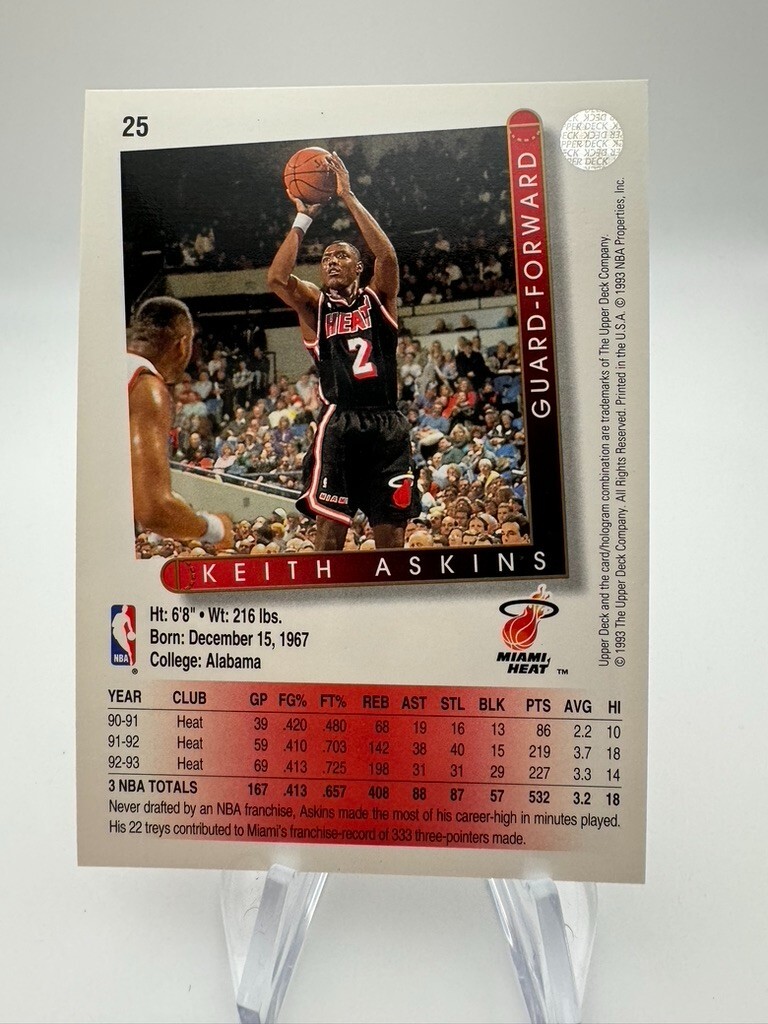 25
UPPER DECK
HEAT
2
MIAMI
GUARD-FORWARD
KEITH ASKINS
NBA
®
Ht: 6'8" • Wt: 216 lbs.
Born: December 15, 1967
College: Alabama
MIAMI
HEAT ™
YEAR CLUB GP FG% FT% REB AST STL BLK PTS AVG HI
90-91 Heat 39 .420 .480 68 19 16 13 86 2.2 10
91-92 Heat 59 .410 .703 142 38 40 15 219 3.7 18
92-93 Heat 69 .413 .725 198 31 31 29 227 3.3 14
3 NBA TOTALS 167 .413 .657 408 88 87 57 532 3.2 18
Never drafted by an NBA franchise, Askins made the most of his career-high in minutes played.
His 22 treys contributed to Miami's franchise-record of 333 three-pointers made.
Upper Deck and the card/hologram combination are trademarks of The Upper Deck Company.
© 1993 The Upper Deck Company. All Rights Reserved. Printed in the U.S.A. © 1993 NBA Properties, Inc.